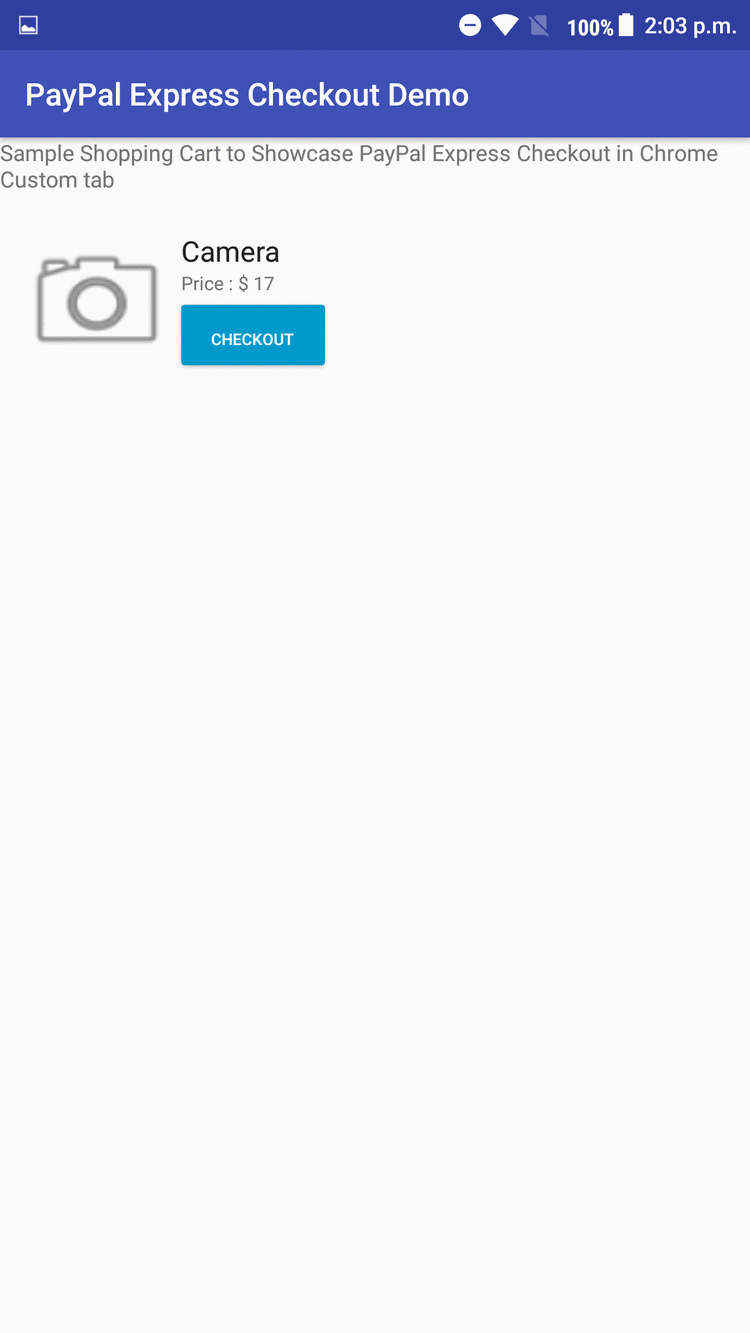 100% 2:03 p.m.
PayPal Express Checkout Demo
Sample Shopping Cart to Showcase PayPal Express Checkout in Chrome
Custom tab
Camera
Price : $ 17
CHECKOUT